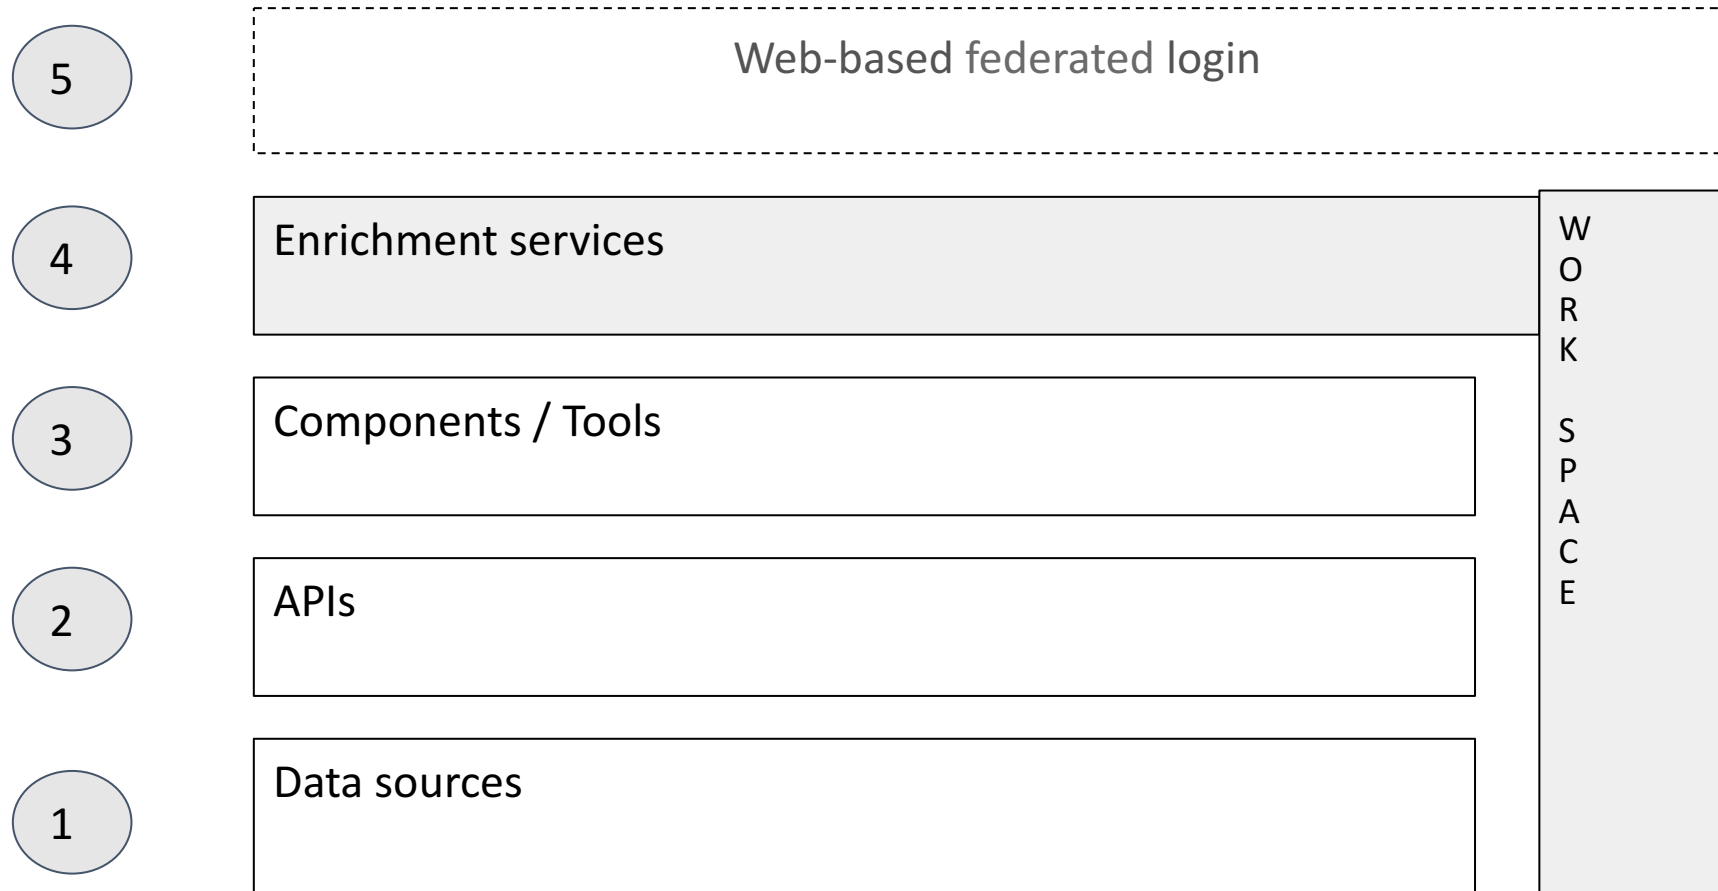 5
Web-based federated login
4
Enrichment services
W
O
R
K
S
P
A
C
E
3
Components / Tools
2
APIs
1
Data sources